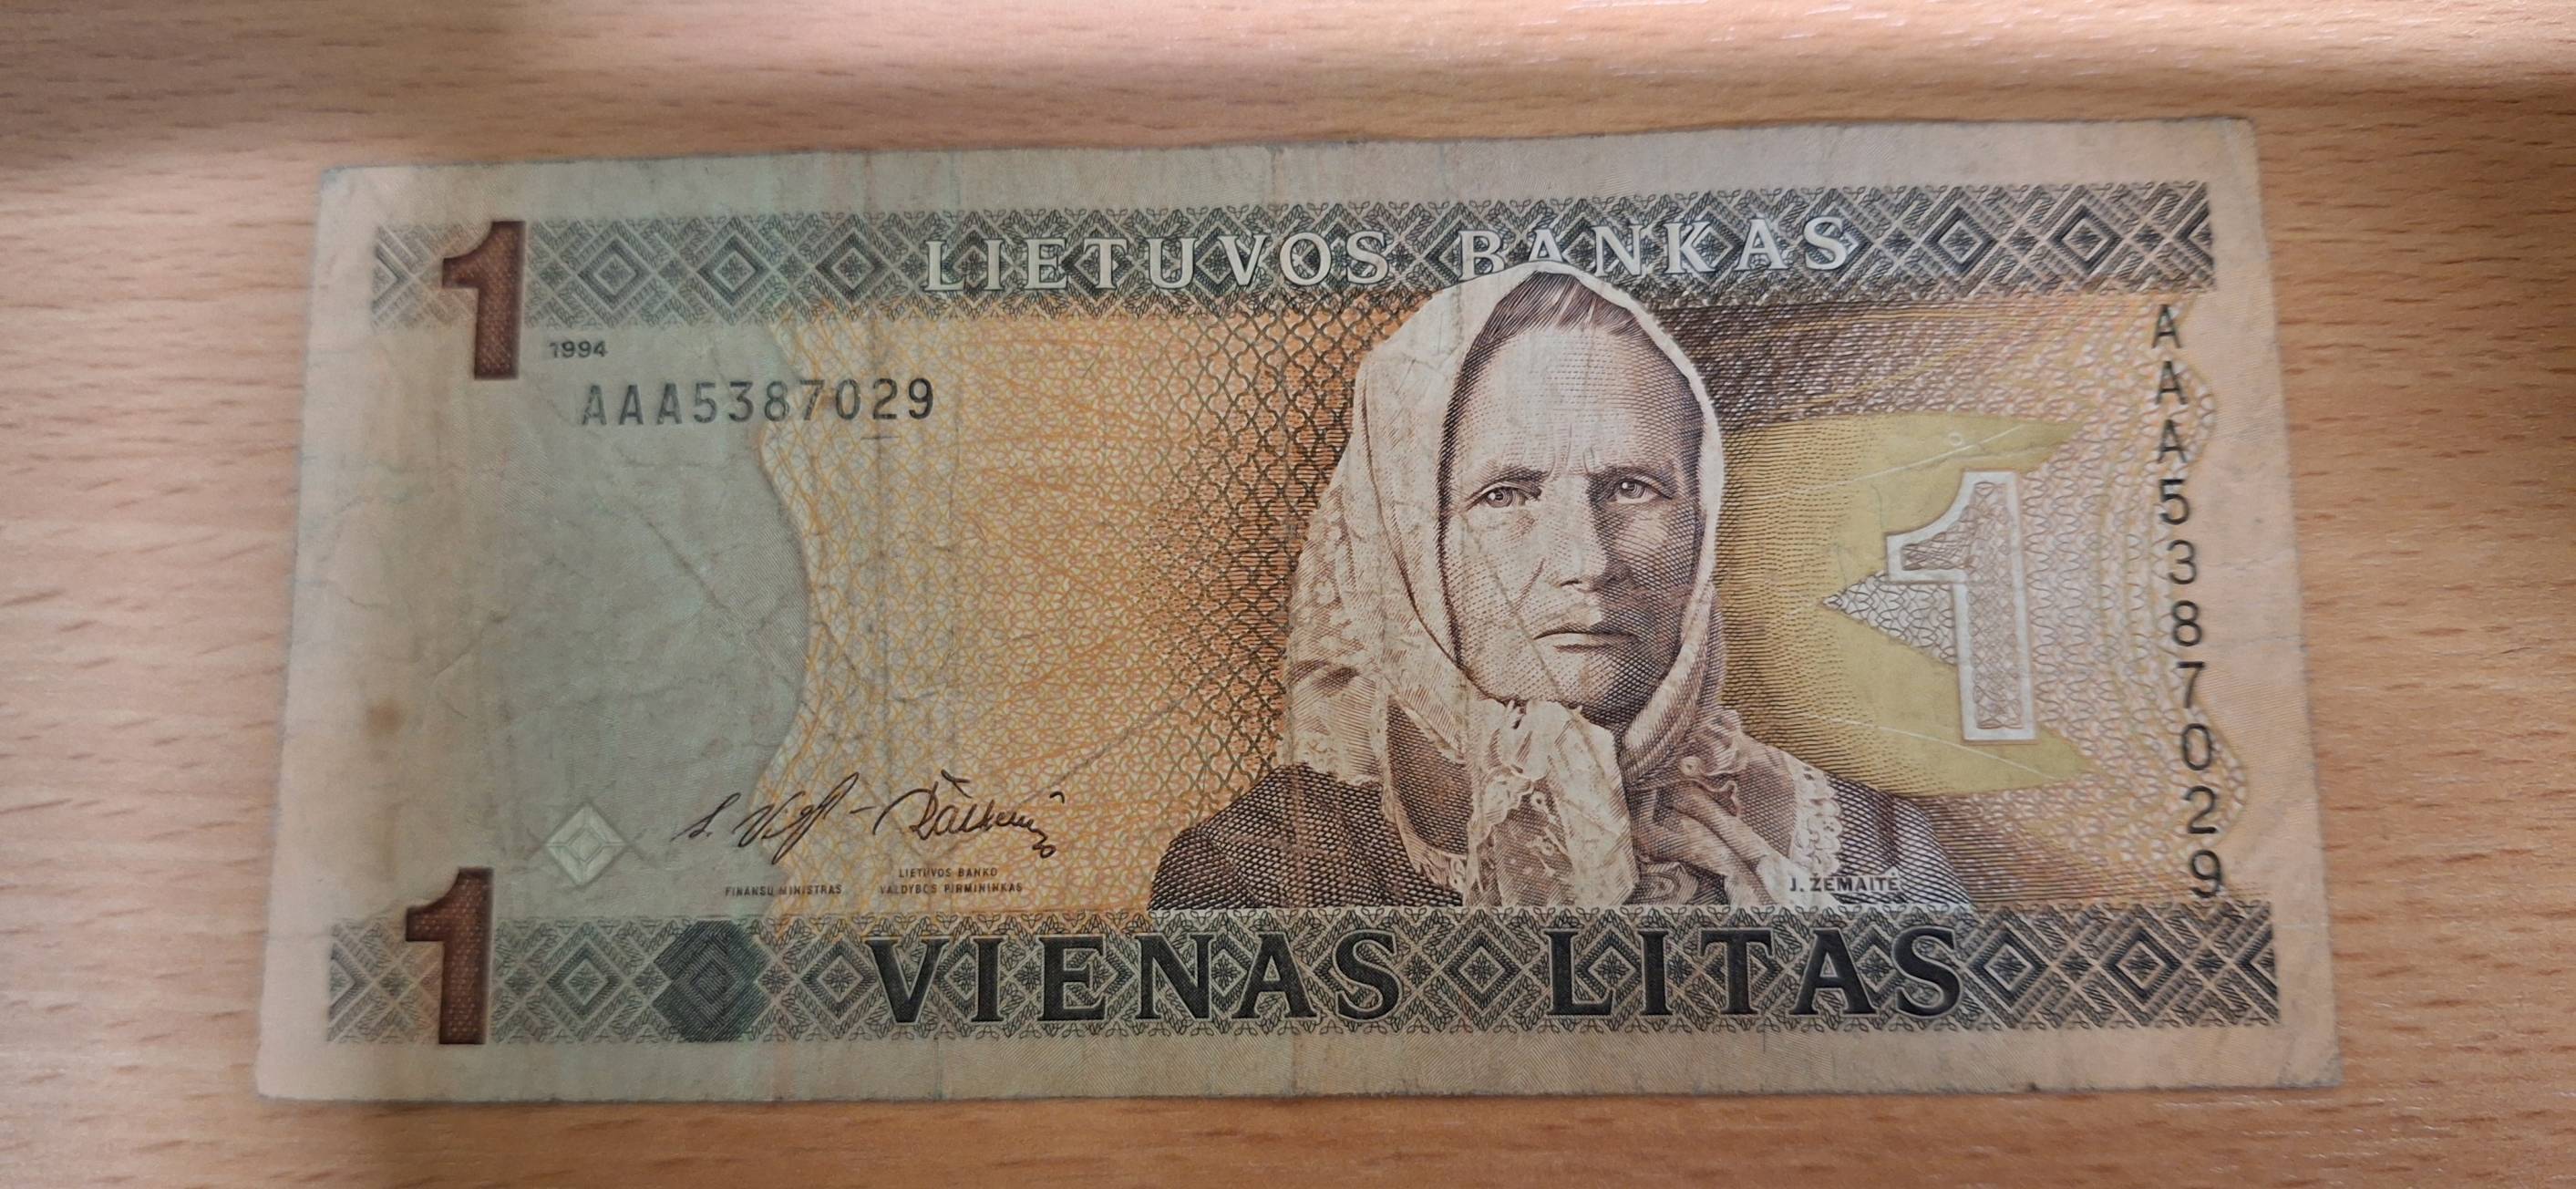 LIETUVOS BANKAS
1
1994
AAA5387029
AAA5387029
1
LIETUVOS BANKO
FINANSŲ MINISTRAS
VALDYBOS PIRMININKAS
J. ŽEMAITĖ
1
VIENAS LITAS